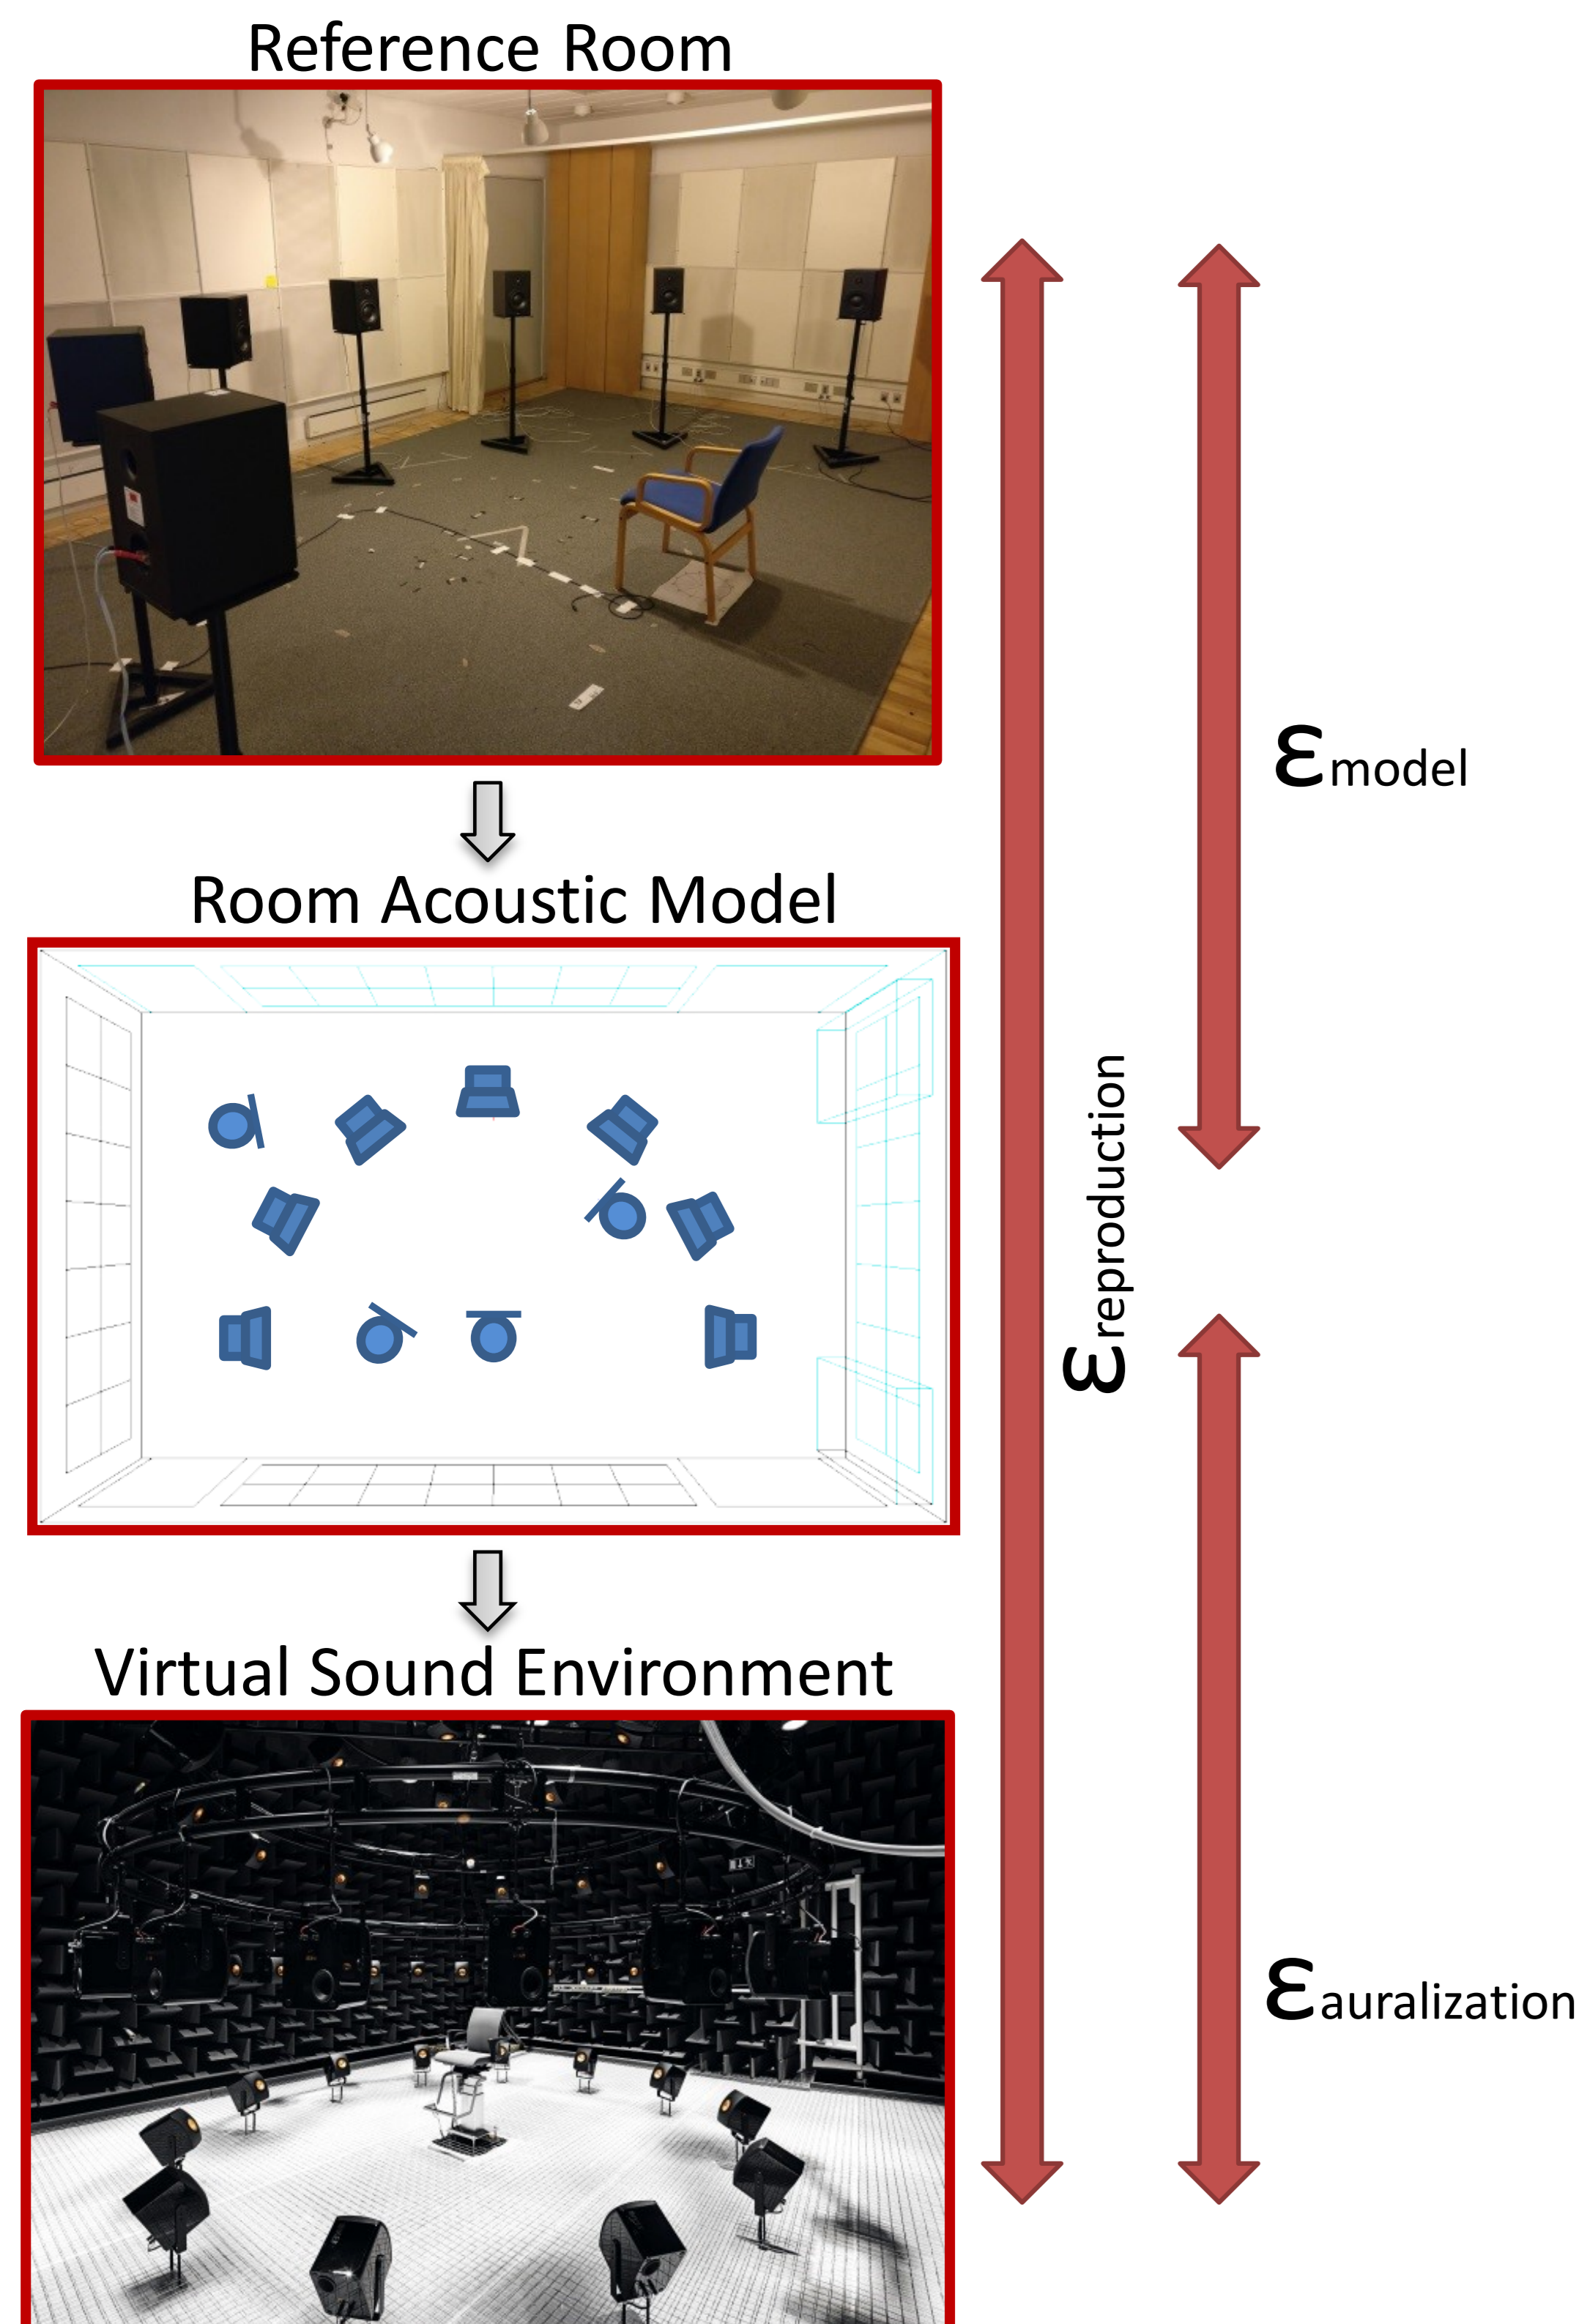 Reference Room
εmodel
Room Acoustic Model
εreproduction
Virtual Sound Environment
εauralization